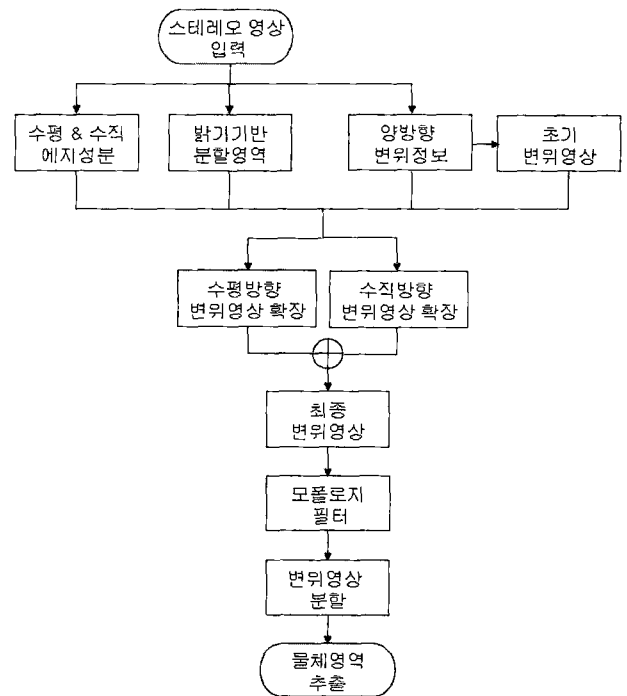 스테레오 영상
입력
수평 & 수직
에지성분
밝기기반
분할영역
양방향
변위정보
초기
변위영상
수평방향
변위영상 확장
수직방향
변위영상 확장
최종
변위영상
모폴로지
필터
변위영상
분할
물체영역
추출